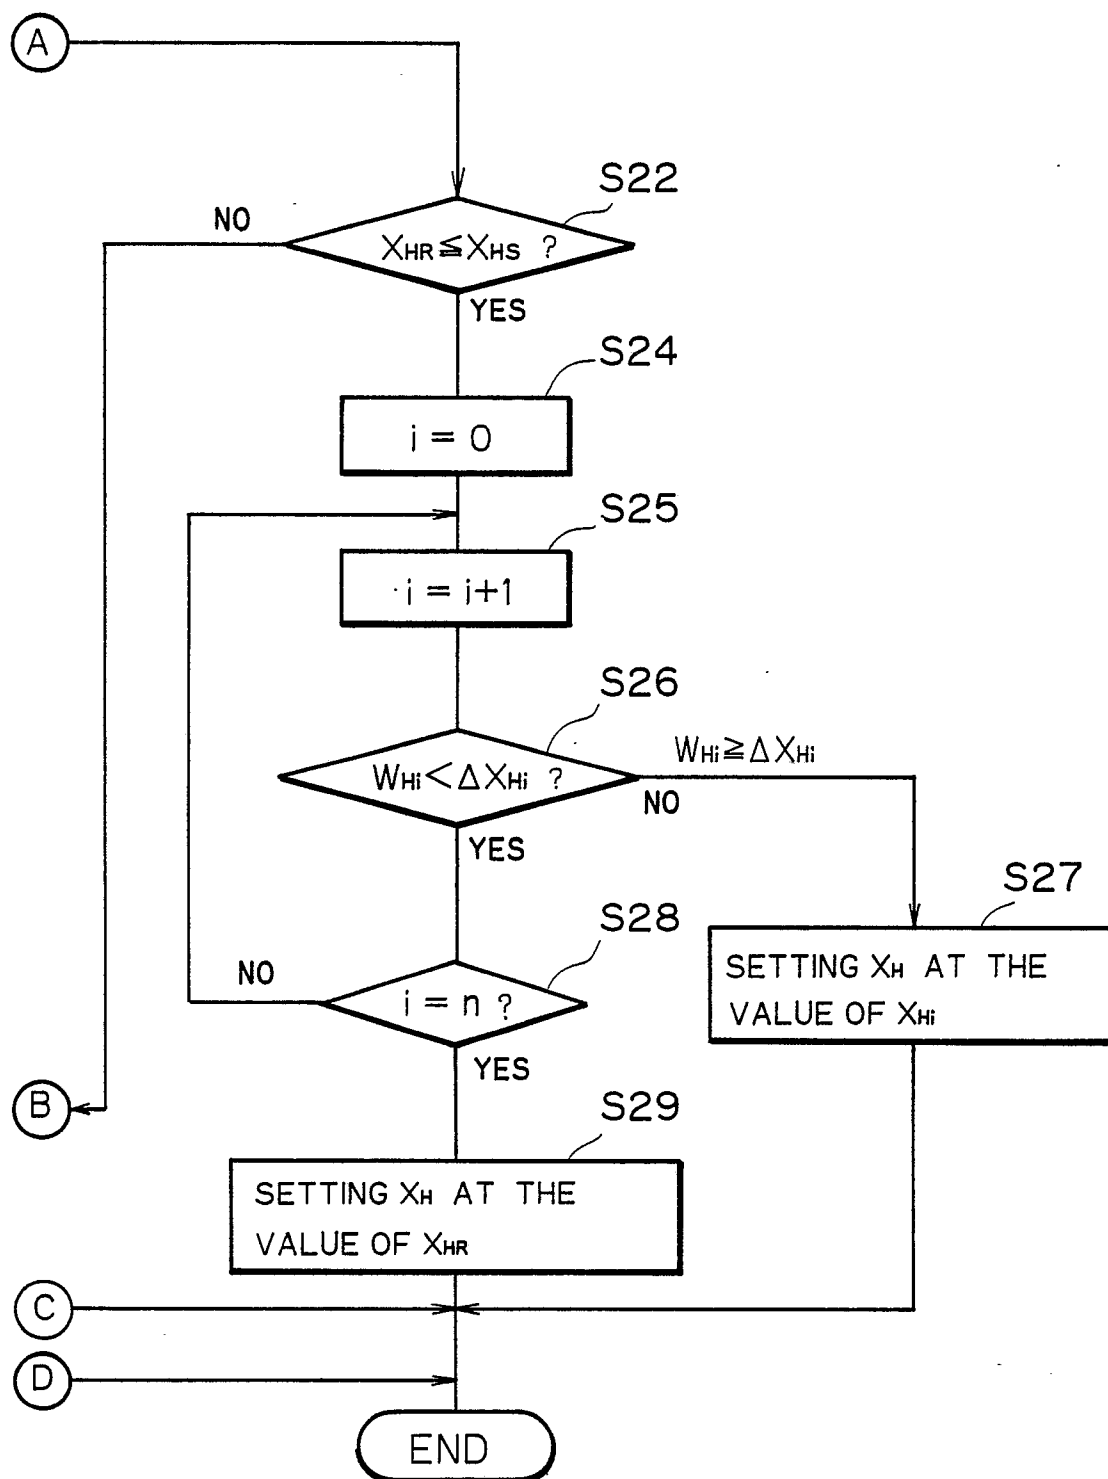 A
S22
NO
XHR≦XHS ?
YES
S24
i = 0
S25
i = i+1
S26
WHi<ΔXHi ?
WHi≧ΔXHi
NO
YES
S27
SETTING XH AT THE
VALUE OF XHi
S28
NO
i = n ?
YES
B
S29
SETTING XH AT THE
VALUE OF XHR
C
D
END